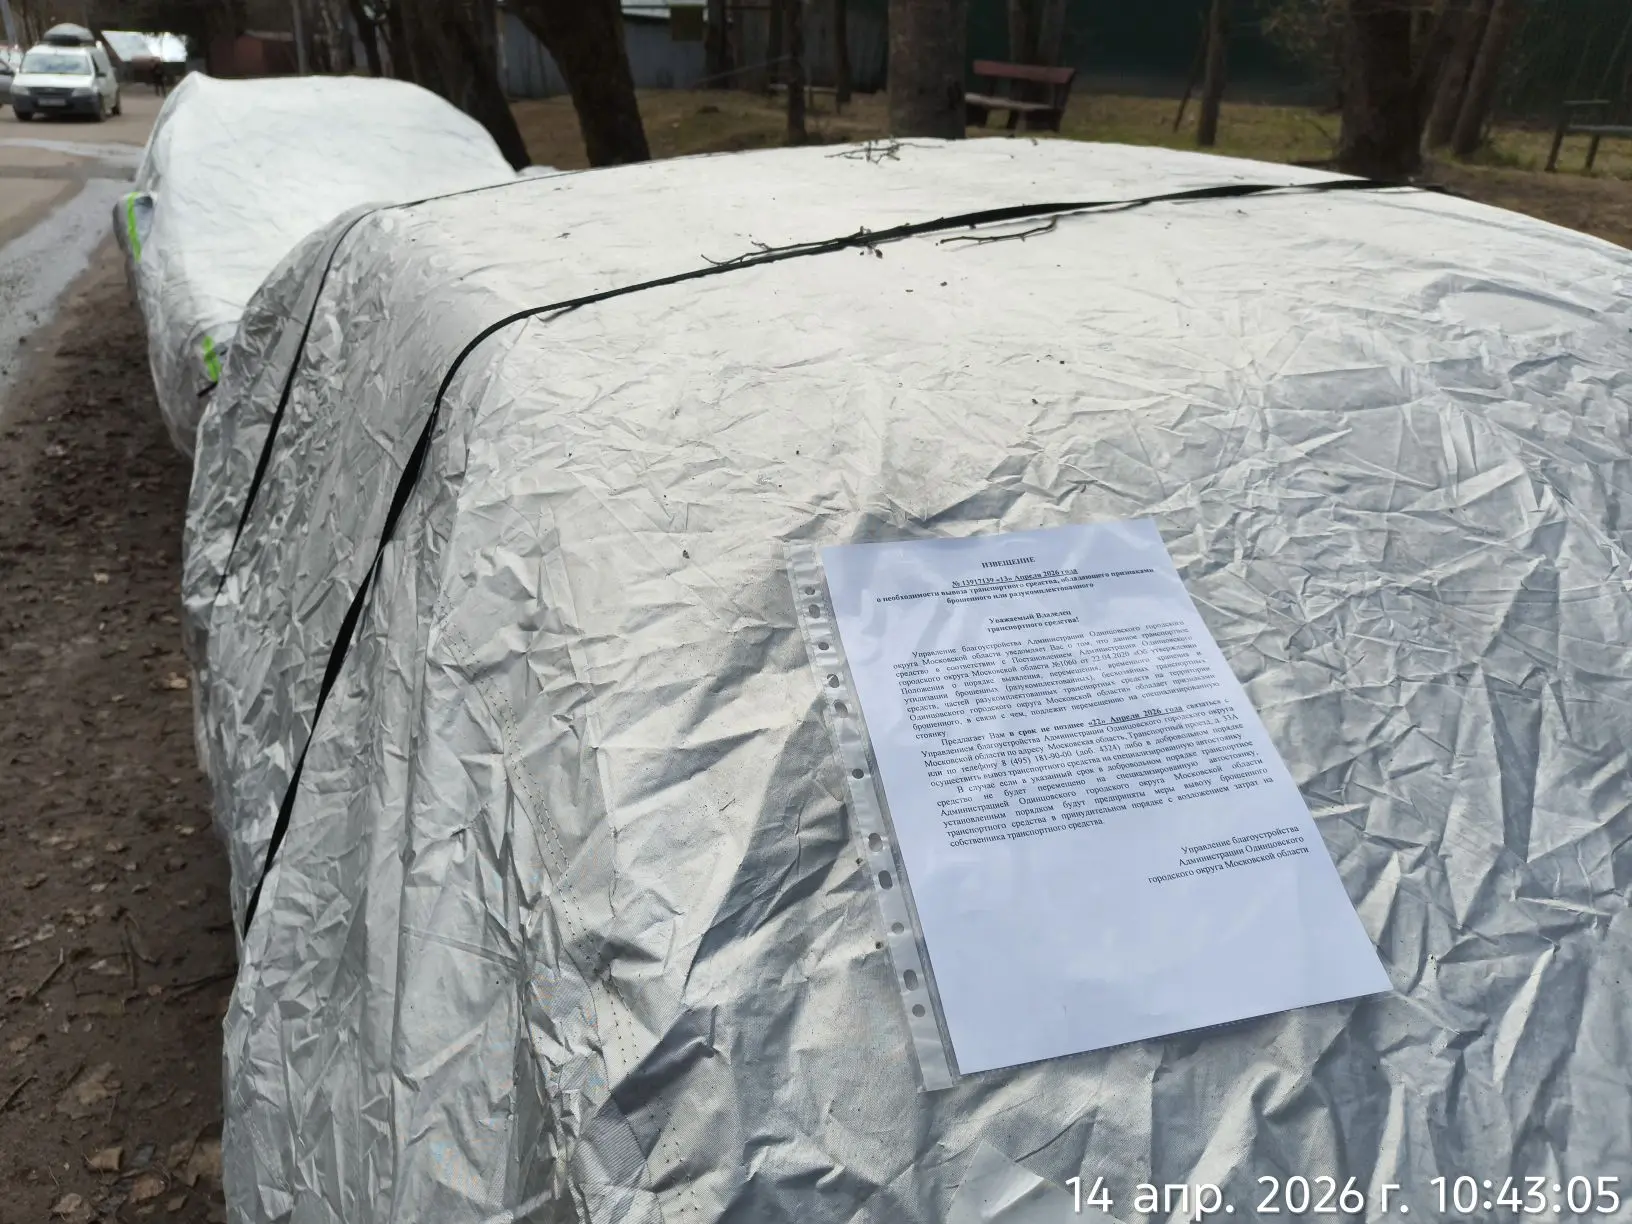 ИЗВЕЩЕНИЕ
№ 13917139 «13» Апреля 2026 года
о необходимости вывоза транспортного средства, обладающего признаками
брошенного или разукомплектованного
Уважаемый Владелец
транспортного средства!
Управление благоустройства Администрации Одинцовского городского
округа Московской области уведомляет Вас о том, что данное транспортное
средство в соответствии с Постановлением Администрации Одинцовского
городского округа Московской области №1060 от 22.04.2020 «Об утверждении
Положения о порядке выявления, перемещения, временного хранения и
утилизации брошенных (разукомплектованных), бесхозяйных транспортных
средств, частей разукомплектованных транспортных средств на территории
Одинцовского городского округа Московской области» обладает признаками
брошенного, в связи с чем, подлежит перемещению на специализированную
стоянку.
Предлагает Вам в срок не позднее «22» Апреля 2026 года связаться с
Управлением благоустройства Администрации Одинцовского городского округа
Московской области по адресу Московская область, Транспортный проезд, д. 33А
или по телефону 8 (495) 181-90-00 (доб. 4324) либо в добровольном порядке
осуществить вывоз транспортного средства на специализированную автостоянку.
В случае если в указанный срок в добровольном порядке транспортное
средство не будет перемещено на специализированную автостоянку,
Администрацией Одинцовского городского округа Московской области
установленным порядком будут предприняты меры вывозу брошенного
транспортного средства в принудительном порядке с возложением затрат на
собственника транспортного средства.
Управление благоустройства
Администрации Одинцовского
городского округа Московской области
14 апр. 2026 г. 10:43:05